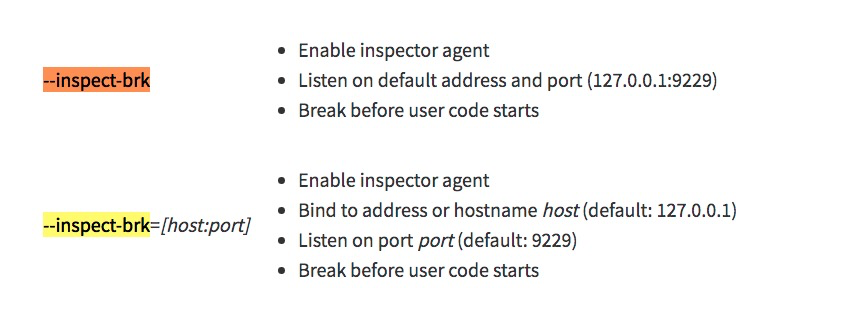 --inspect-brk
Enable inspector agent
Listen on default address and port (127.0.0.1:9229)
Break before user code starts
--inspect-brk=[host:port]
Enable inspector agent
Bind to address or hostname host (default: 127.0.0.1)
Listen on port port (default: 9229)
Break before user code starts